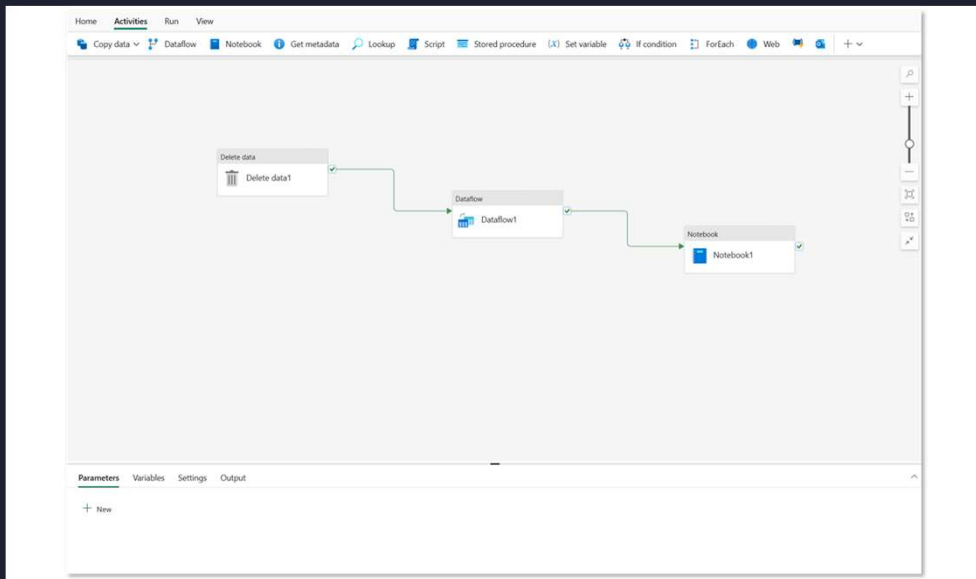 Home Activities Run View
Copy data Dataflow Notebook Get metadata Lookup Script Stored procedure (X) Set variable If condition ForEach Web
Delete data
Delete data1
Dataflow
Dataflow1
Notebook
Notebook1
Parameters Variables Settings Output
+ New